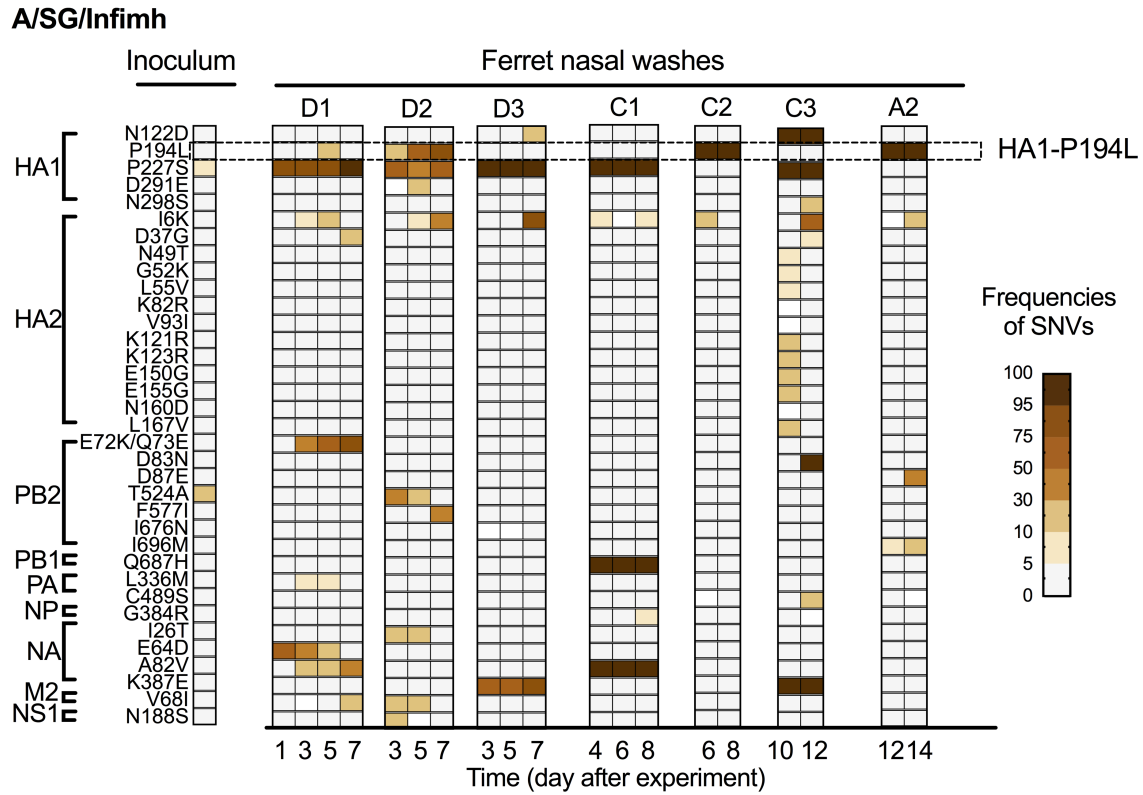 A/SG/Infimh
Inoculum
Ferret nasal washes
D1 D2 D3 C1 C2 C3 A2
HA1
N122D
P194L
HA1-P194L
P227S
D291E
N298S
HA2
I6K
D37G
N49T
G52K
L55V
K82R
V93I
K121R
K123R
E150G
E155G
N160D
L167V
PB2
E72K/Q73E
D83N
D87E
T524A
F577I
I676N
I696M
PB1
Q687H
PA
L336M
C489S
NP
G384R
NA
I26T
E64D
A82V
K387E
M2
V68I
NS1
N188S
Frequencies
of SNVs
100
95
75
50
30
10
5
0
1 3 5 7 3 5 7 3 5 7 4 6 8 6 8 10 12 12 14
Time (day after experiment)